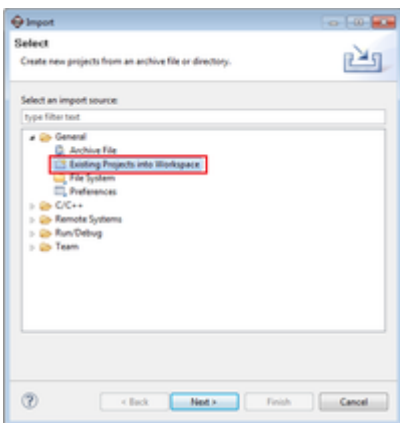 Import
Select
Create new projects from an archive file or directory.
Select an import source:
type filter text
General
Archive File
Existing Projects into Workspace
File System
Preferences
C/C++
Remote Systems
Run/Debug
Team
?
< Back Next > Finish Cancel